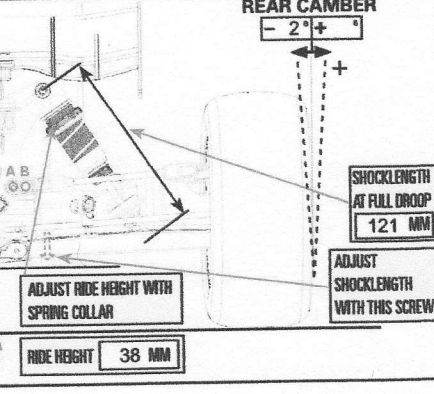 REAR CAMBER
- 2° + °
+
A B
SHOCKLENGTH
AT FULL DROOP
121 MM
ADJUST
SHOCKLENGTH
WITH THIS SCREW
ADJUST RIDE HEIGHT WITH
SPRING COLLAR
RIDE HEIGHT 38 MM